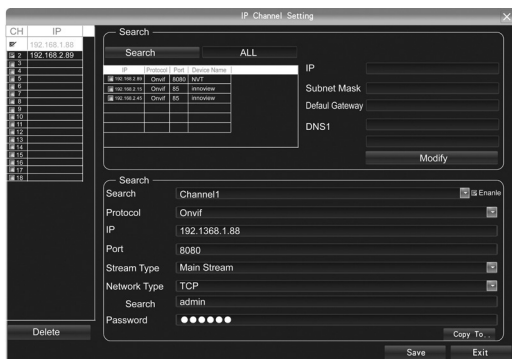 IP Channel Setting
CH IP
192.168.1.88
2 192.168.2.89
3
4
5
6
7
8
9
10
11
12
13
14
15
16
17
18
Delete
Search
Search ALL
IP Protocol Port Device Name
192.168.2.89 Onvif 8080 NVT
192.168.2.15 Onvif 85 innoview
192.168.2.45 Onvif 85 innoview
IP
Subnet Mask
Defaul Gateway
DNS1
Modify
Search
Search Channel1 Enanle
Protocol Onvif
IP 192.1368.1.88
Port 8080
Stream Type Main Stream
Network Type TCP
Search admin
Password ●●●●●●
Copy To..
Save Exit